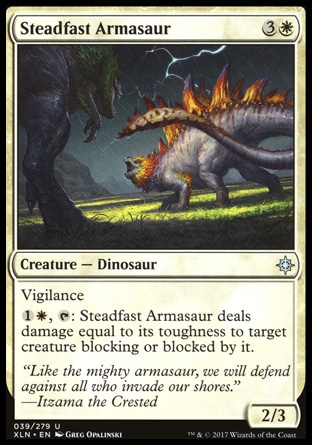 Steadfast Armasaur 3
Creature — Dinosaur
Vigilance
1, : Steadfast Armasaur deals
damage equal to its toughness to target
creature blocking or blocked by it.
“Like the mighty armasaur, we will
defend against all who invade our shores.”
—Itzama the Crested
2/3
039/279 U
XLN • EN Greg Opalinski
™ & © 2017 Wizards of the Coast